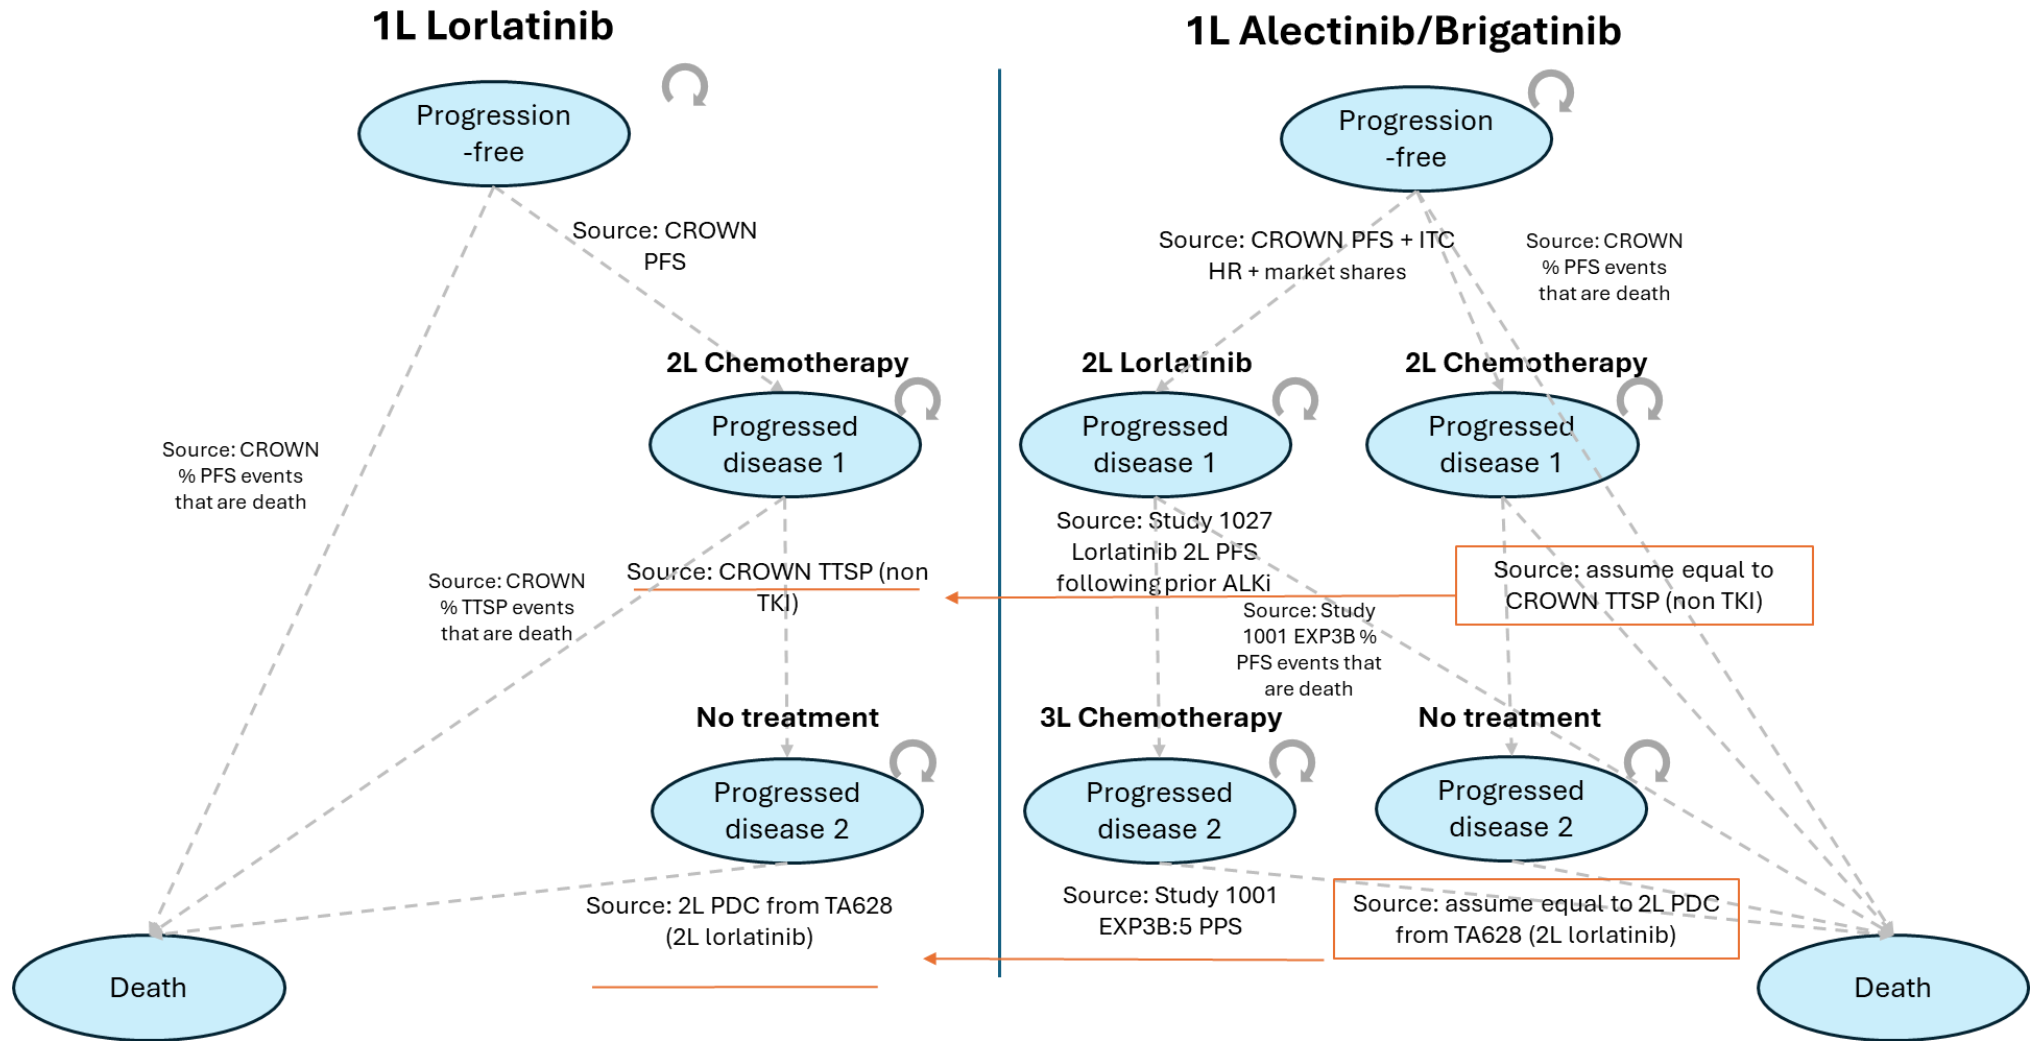 1L Lorlatinib
Progression
-free
Source: CROWN
PFS
2L Chemotherapy
Progressed
disease 1
Source: CROWN
% PFS events
that are death
Source: CROWN
% TTSP events
that are death
Source: CROWN TTSP (non
TKI)
No treatment
Progressed
disease 2
Source: 2L PDC from TA628
(2L lorlatinib)
Death
1L Alectinib/Brigatinib
Progression
-free
Source: CROWN PFS + ITC
HR + market shares
Source: CROWN
% PFS events
that are death
2L Lorlatinib
Progressed
disease 1
2L Chemotherapy
Progressed
disease 1
Source: Study 1027
Lorlatinib 2L PFS
following prior ALKi
Source: Study
1001 EXP3B %
PFS events that
are death
Source: assume equal to
CROWN TTSP (non TKI)
3L Chemotherapy
Progressed
disease 2
No treatment
Progressed
disease 2
Source: Study 1001
EXP3B:5 PPS
Source: assume equal to 2L PDC
from TA628 (2L lorlatinib)
Death